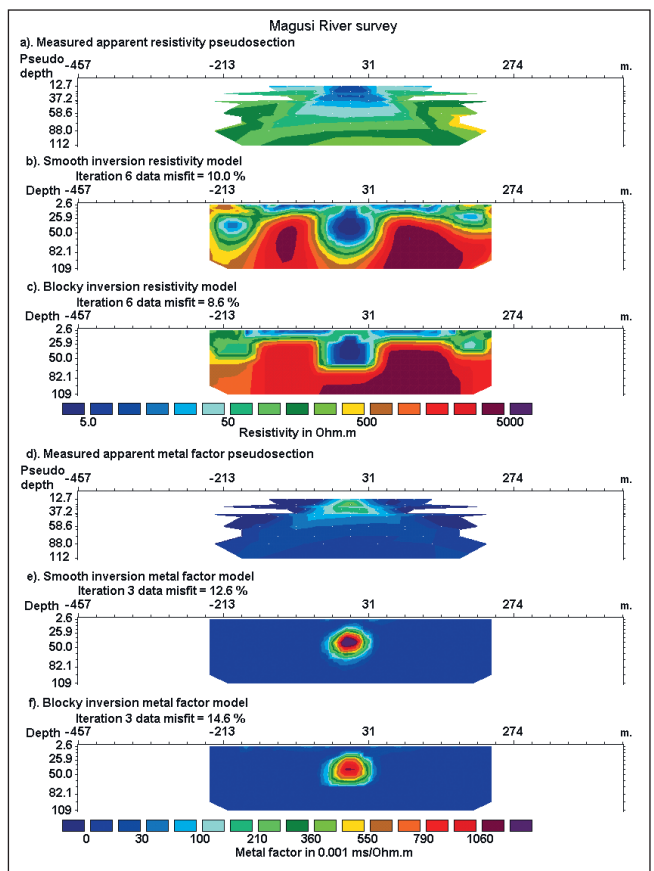 Magusi River survey
a). Measured apparent resistivity pseudosection
Pseudo depth -457 -213 31 274 m.
12.7
37.2
58.6
88.0
112
b). Smooth inversion resistivity model
Iteration 6 data misfit = 10.0 %
Depth -457 -213 31 274 m.
2.6
25.9
50.0
82.1
109
c). Blocky inversion resistivity model
Iteration 6 data misfit = 8.6 %
Depth -457 -213 31 274 m.
2.6
25.9
50.0
82.1
109
5.0 50 500 5000
Resistivity in Ohm.m
d). Measured apparent metal factor pseudosection
Pseudo depth -457 -213 31 274 m.
12.7
37.2
58.6
88.0
112
e). Smooth inversion metal factor model
Iteration 3 data misfit = 12.6 %
Depth -457 -213 31 274 m.
2.6
25.9
50.0
82.1
109
f). Blocky inversion metal factor model
Iteration 3 data misfit = 14.6 %
Depth -457 -213 31 274 m.
2.6
25.9
50.0
82.1
109
0 30 100 210 360 550 790 1060
Metal factor in 0.001 ms/Ohm.m